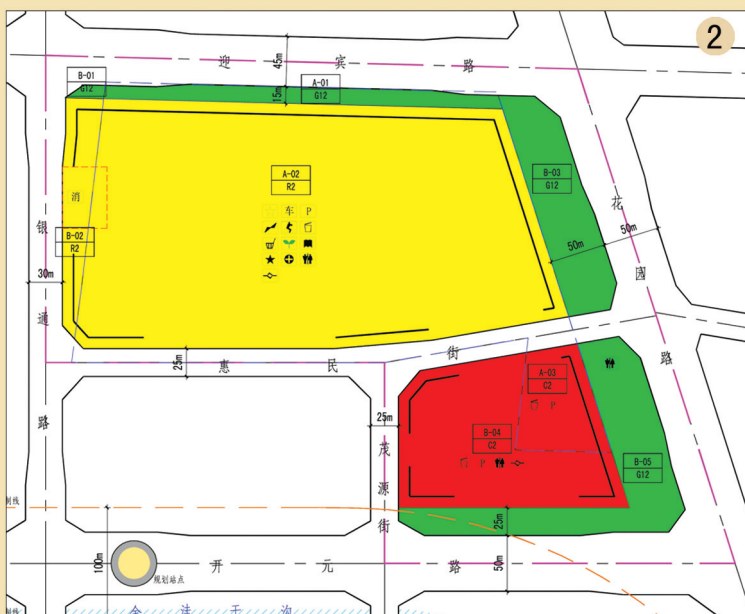 2
迎 宾 路
45m
B-01
G12
A-01
G12
15m
A-02
R2
B-03
G12
消
车 P
花 园 路
50m
50m
银 通 路
B-02
R2
30m
25m
惠 民 街
A-03
C2
P
25m
B-04
C2
P
茂 源 街
B-05
G12
制线
25m
100m
规划站点
开 元 路
50m
制线